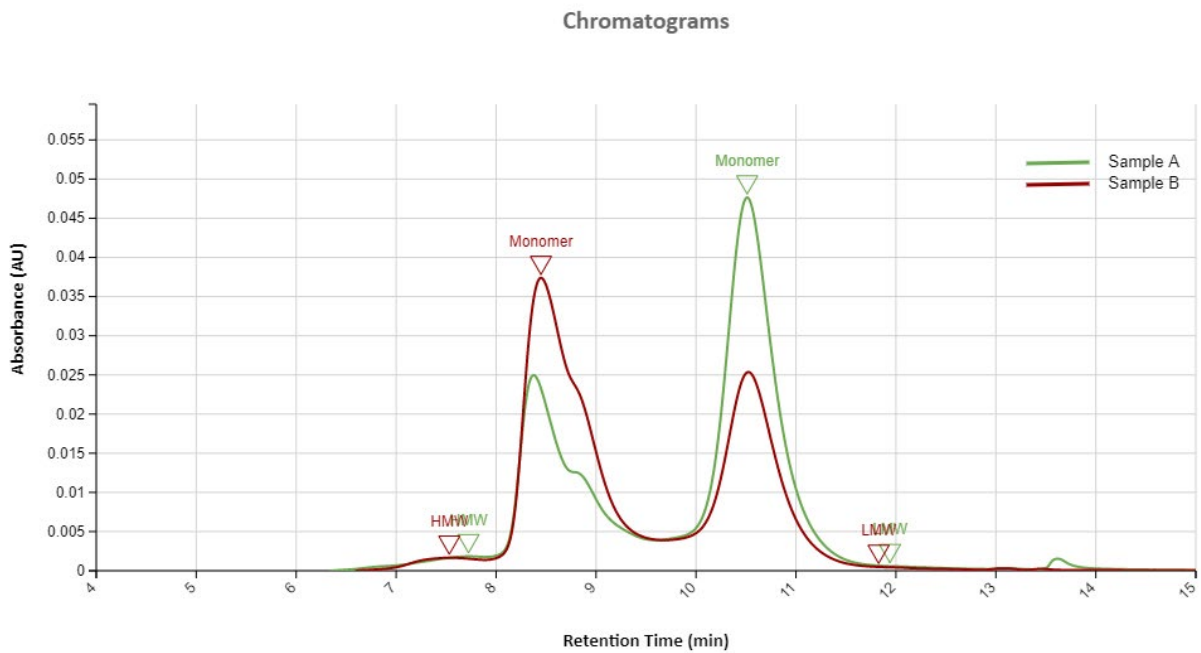 Chromatograms
0.055
0.05
0.045
0.04
0.035
0.03
0.025
0.02
0.015
0.01
0.005
0
Absorbance (AU)
Monomer
Monomer
Sample A
Sample B
HMW
HMW
LMW
LMW
4
5
6
7
8
9
10
11
12
13
14
15
Retention Time (min)